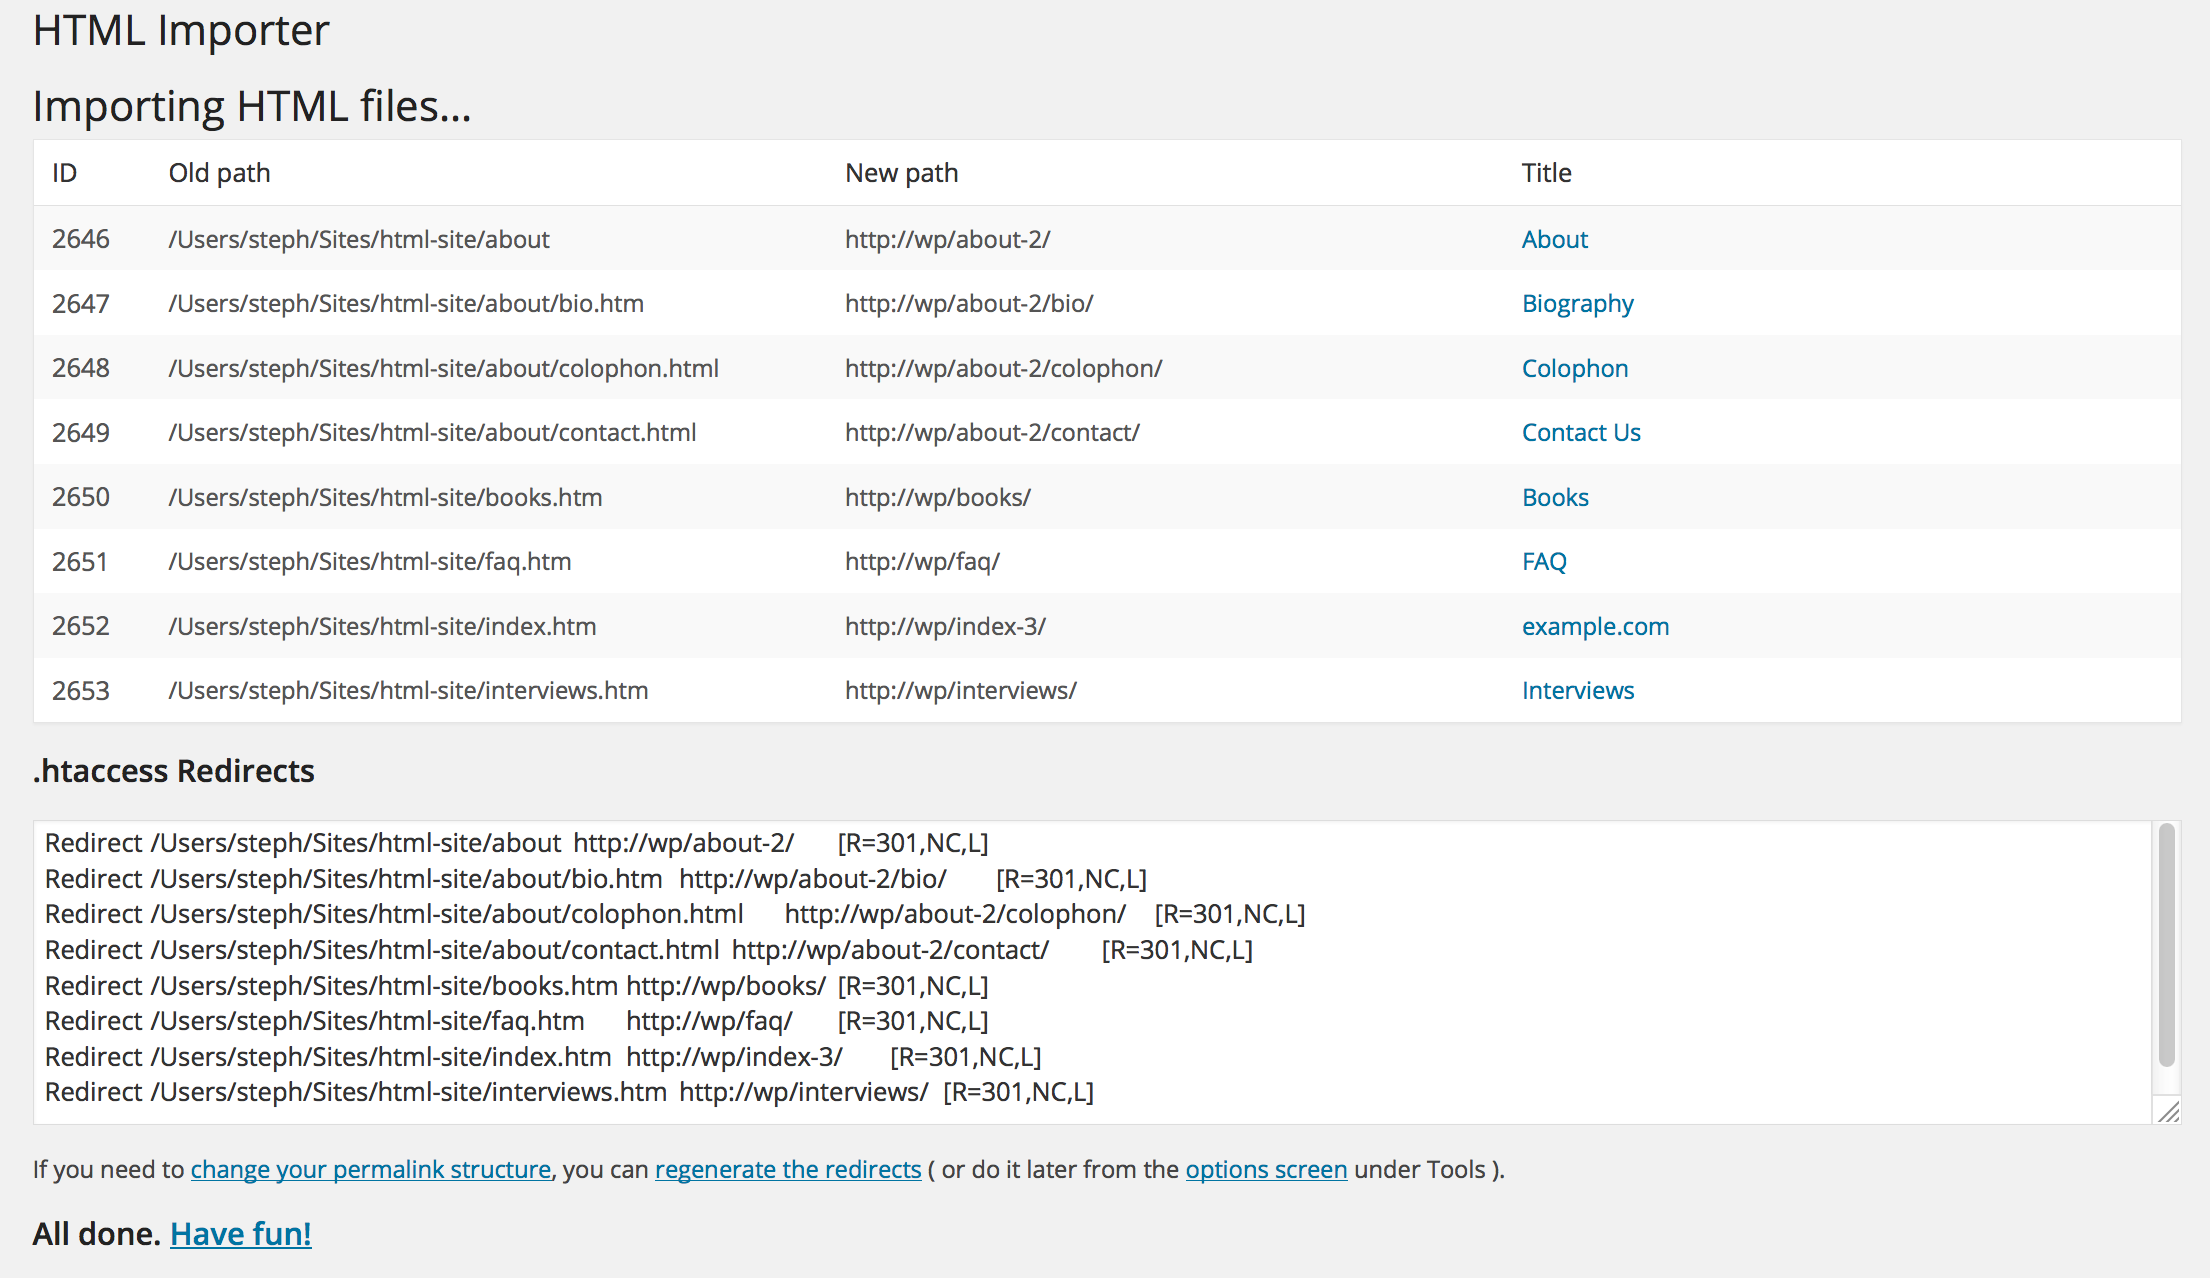 HTML Importer
Importing HTML files...
ID Old path New path Title
2646 /Users/steph/Sites/html-site/about http://wp/about-2/ About
2647 /Users/steph/Sites/html-site/about/bio.htm http://wp/about-2/bio/ Biography
2648 /Users/steph/Sites/html-site/about/colophon.html http://wp/about-2/colophon/ Colophon
2649 /Users/steph/Sites/html-site/about/contact.html http://wp/about-2/contact/ Contact Us
2650 /Users/steph/Sites/html-site/books.htm http://wp/books/ Books
2651 /Users/steph/Sites/html-site/faq.htm http://wp/faq/ FAQ
2652 /Users/steph/Sites/html-site/index.htm http://wp/index-3/ example.com
2653 /Users/steph/Sites/html-site/interviews.htm http://wp/interviews/ Interviews
.htaccess Redirects
Redirect /Users/steph/Sites/html-site/about http://wp/about-2/ [R=301,NC,L]
Redirect /Users/steph/Sites/html-site/about/bio.htm http://wp/about-2/bio/ [R=301,NC,L]
Redirect /Users/steph/Sites/html-site/about/colophon.html http://wp/about-2/colophon/ [R=301,NC,L]
Redirect /Users/steph/Sites/html-site/about/contact.html http://wp/about-2/contact/ [R=301,NC,L]
Redirect /Users/steph/Sites/html-site/books.htm http://wp/books/ [R=301,NC,L]
Redirect /Users/steph/Sites/html-site/faq.htm http://wp/faq/ [R=301,NC,L]
Redirect /Users/steph/Sites/html-site/index.htm http://wp/index-3/ [R=301,NC,L]
Redirect /Users/steph/Sites/html-site/interviews.htm http://wp/interviews/ [R=301,NC,L]
If you need to change your permalink structure, you can regenerate the redirects ( or do it later from the options screen under Tools ).
All done. Have fun!